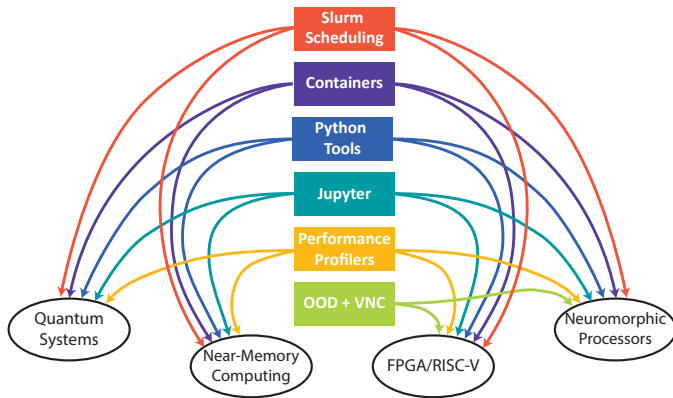 Slurm
Scheduling
Containers
Python
Tools
Jupyter
Performance
Profilers
OOD + VNC
Quantum
Systems
Near-Memory
Computing
FPGA/RISC-V
Neuromorphic
Processors